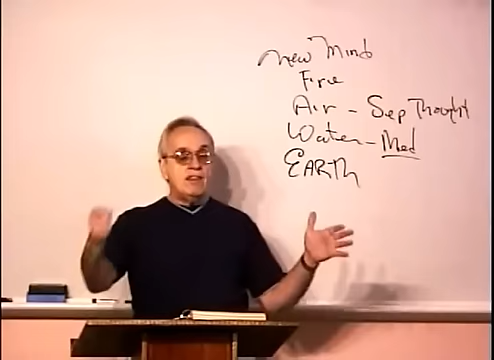 New Mind
Fire
Air - Sep Thought
Water - Med
EARTh